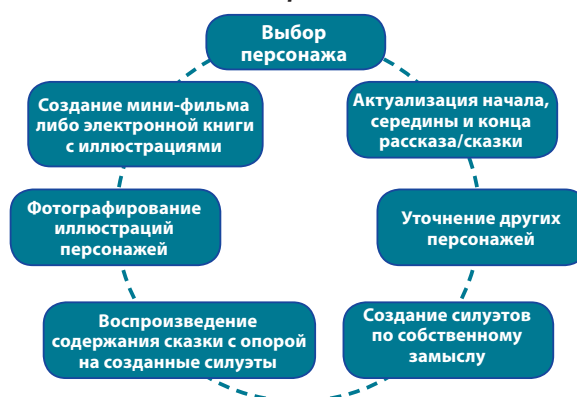 Выбор
персонажа
Актуализация начала,
середины и конца
рассказа/сказки
Уточнение других
персонажей
Создание силуэтов
по собственному
замыслу
Воспроизведение
содержания сказки с опорой
на созданные силуэты
Фотографирование
иллюстраций
персонажей
Создание мини-фильма
либо электронной книги
с иллюстрациями